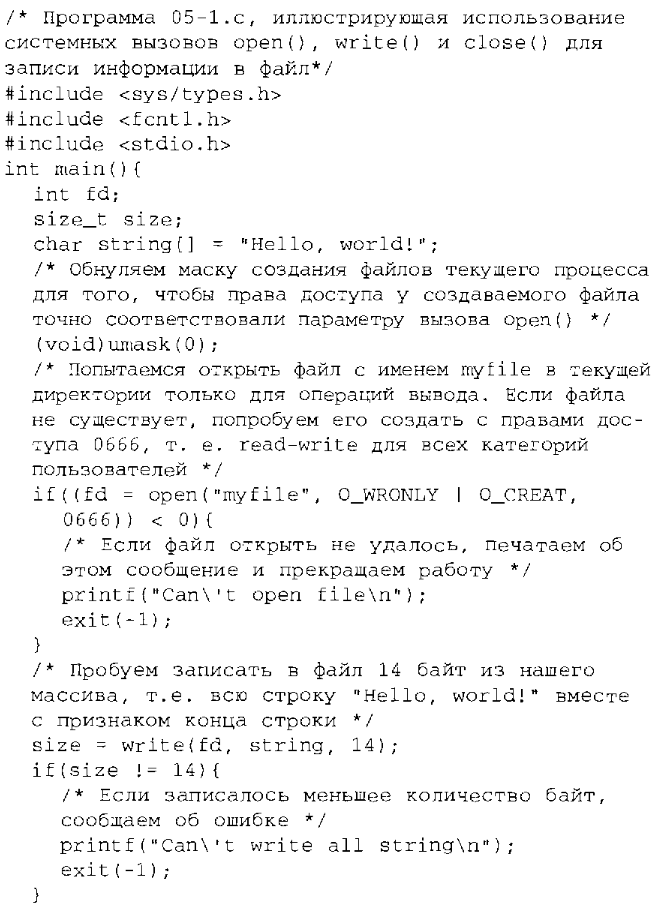 /* Программа 05-1.c, иллюстрирующая использование
системных вызовов open(), write() и close() для
записи информации в файл*/
#include <sys/types.h>
#include <fcntl.h>
#include <stdio.h>
int main(){
int fd;
size_t size;
char string[] = "Hello, world!";
/* Обнуляем маску создания файлов текущего процесса
для того, чтобы права доступа у создаваемого файла
точно соответствовали параметру вызова open() */
(void)umask(0);
/* Попытаемся открыть файл с именем myfile в текущей
директории только для операций вывода. Если файла
не существует, попробуем его создать с правами дос-
тупа 0666, т. е. read-write для всех категорий
пользователей */
if((fd = open("myfile", O_WRONLY | O_CREAT,
0666)) < 0){
/* Если файл открыть не удалось, печатаем об
этом сообщение и прекращаем работу */
printf("Can\'t open file\n");
exit(-1);
}
/* Пробуем записать в файл 14 байт из нашего
массива, т.е. всю строку "Hello, world!" вместе
с признаком конца строки */
size = write(fd, string, 14);
if(size != 14){
/* Если записалось меньшее количество байт,
сообщаем об ошибке */
printf("Can\'t write all string\n");
exit(-1);
}